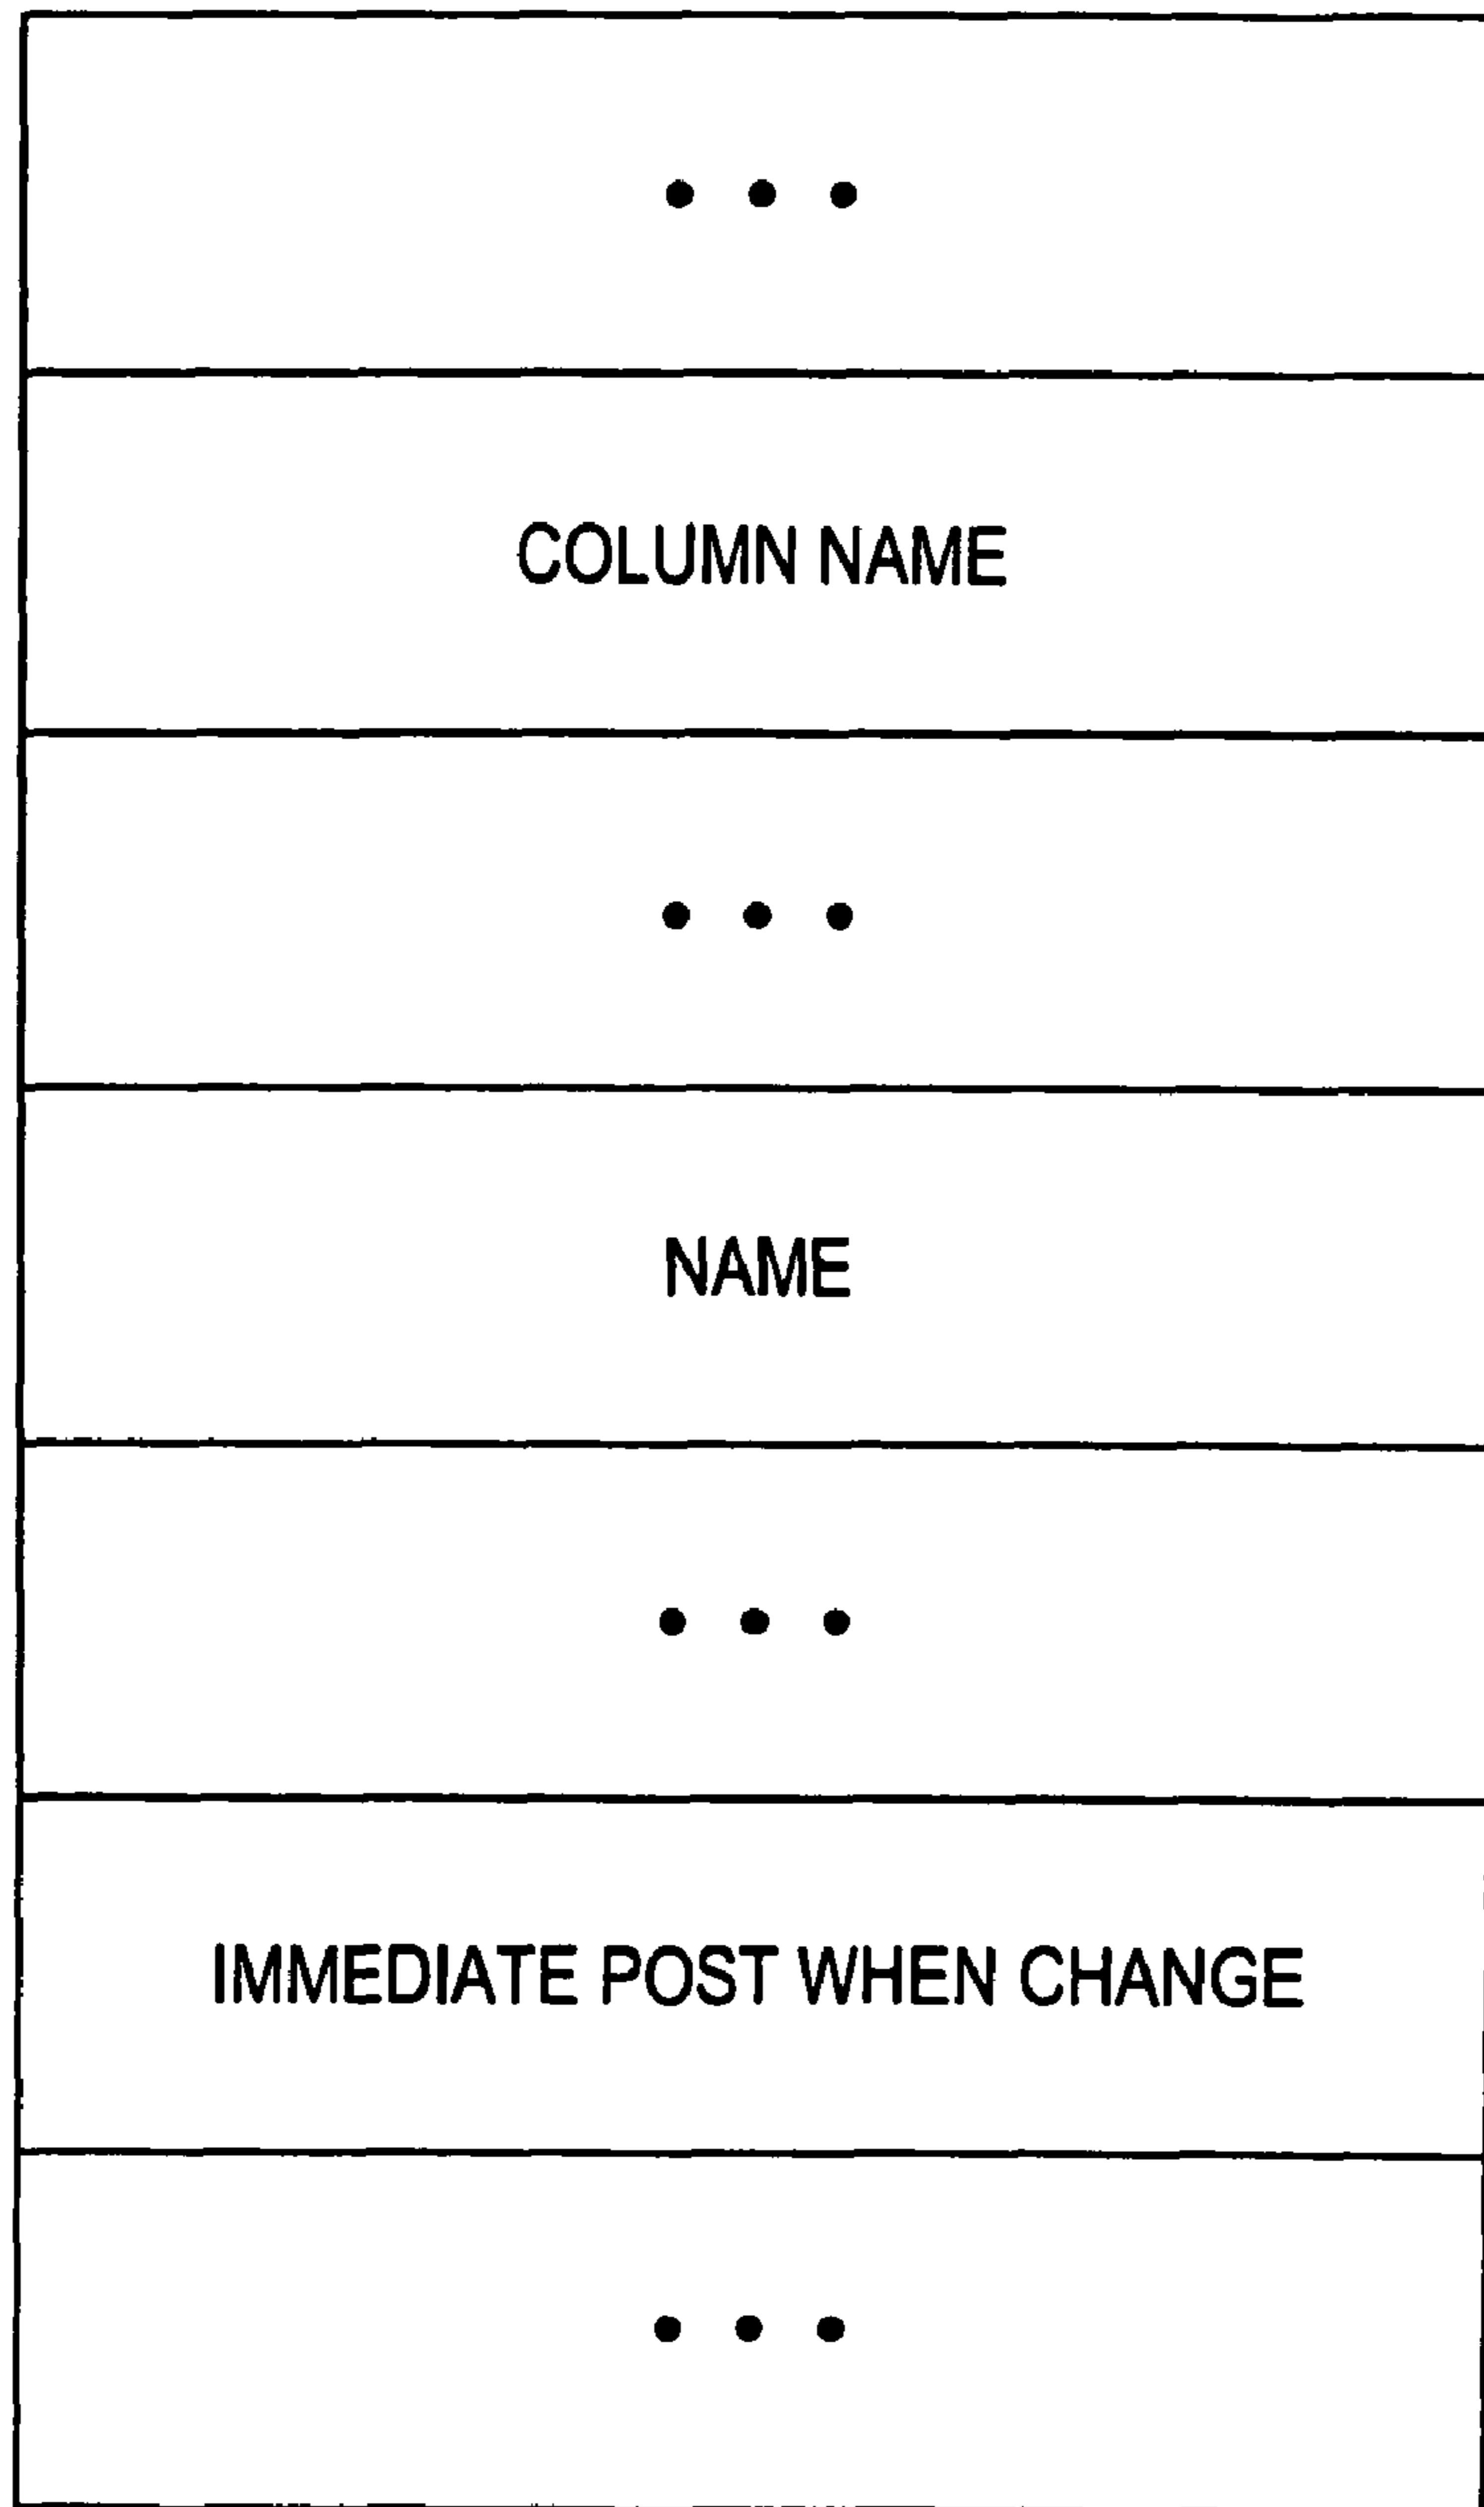 • • •
COLUMN NAME
• • •
NAME
• • •
IMMEDIATE POST WHEN CHANGE
• • •